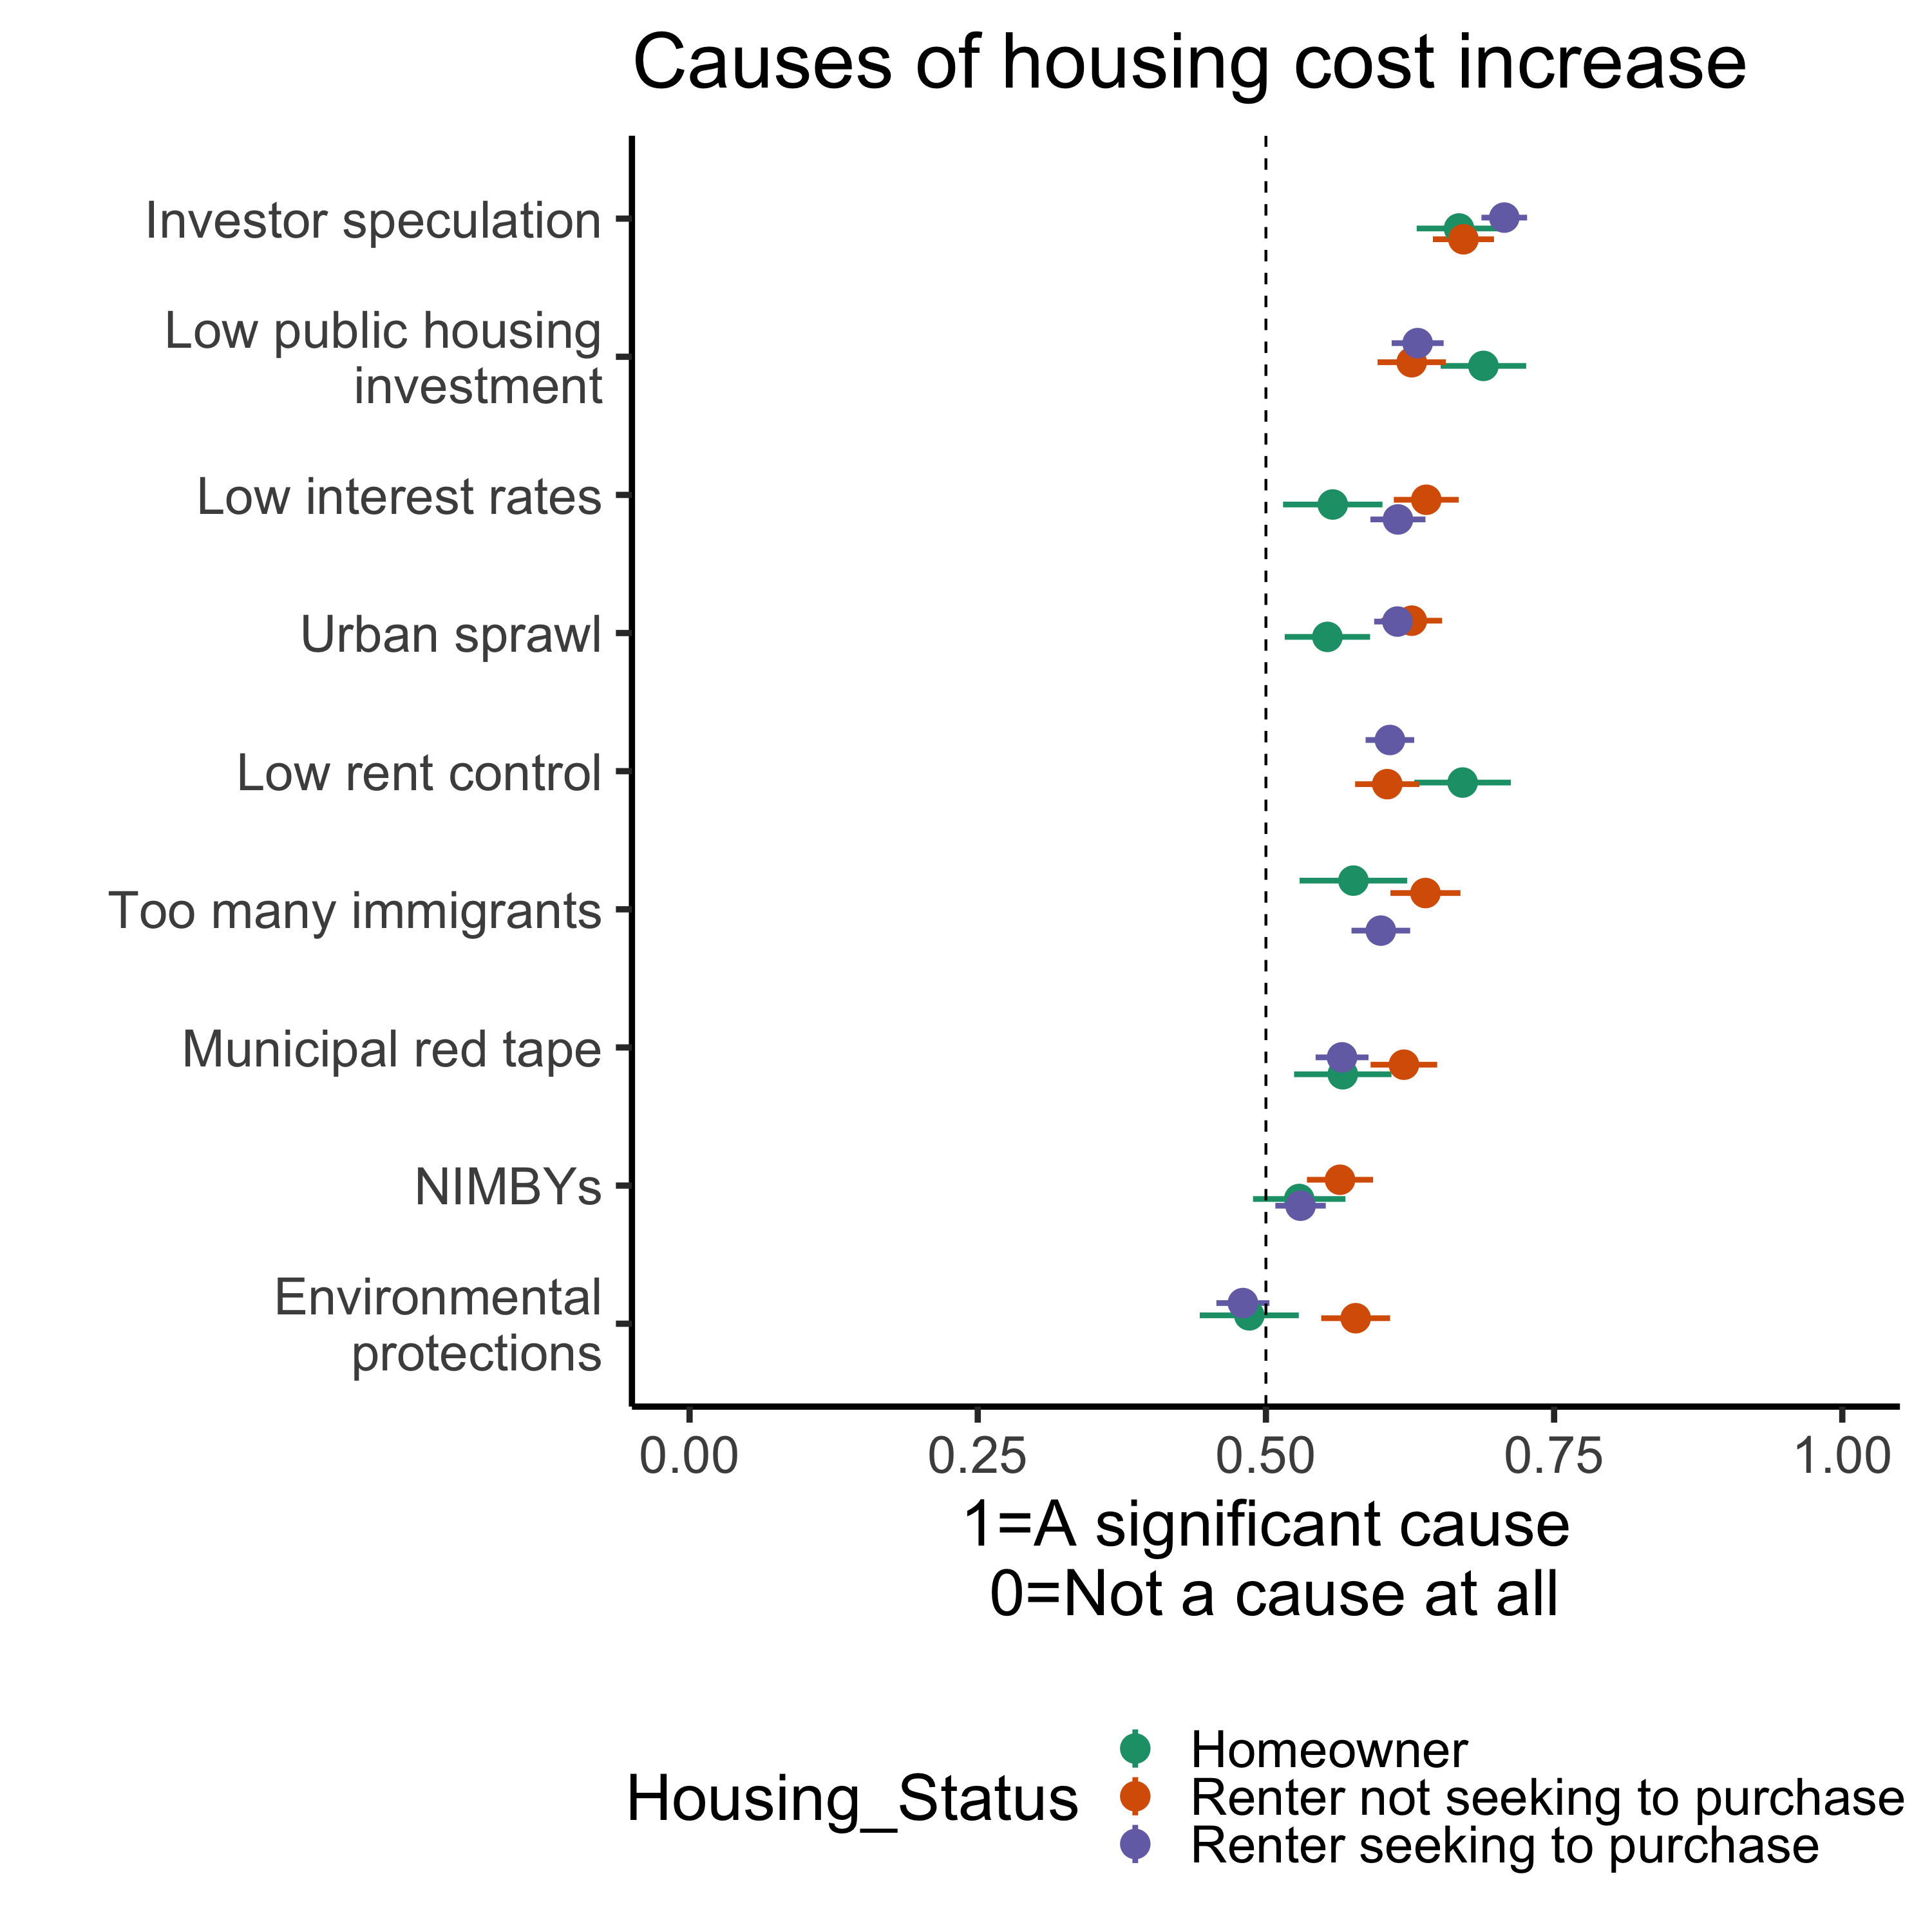 Causes of housing cost increase
Investor speculation
Low public housing
investment
Low interest rates
Urban sprawl
Low rent control
Too many immigrants
Municipal red tape
NIMBYs
Environmental
protections
0.00 0.25 0.50 0.75 1.00
1=A significant cause
0=Not a cause at all
Housing_Status
Homeowner
Renter not seeking to purchase
Renter seeking to purchase